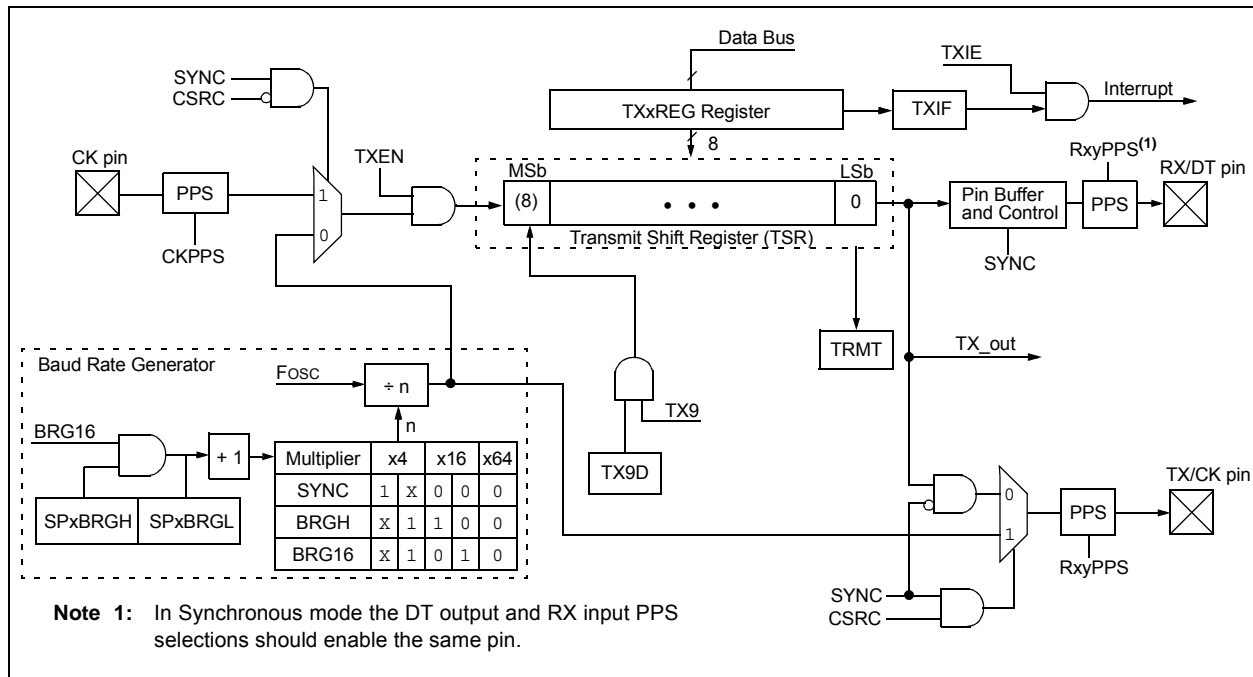 Data Bus
TXIE
SYNC
CSRC
TXxREG Register
TXIF
Interrupt
8
CK pin
TXEN
MSb
LSb
RxyPPS(1)
RX/DT pin
PPS
1
(8)
• • •
0
Pin Buffer
and Control
PPS
0
Transmit Shift Register (TSR)
CKPPS
SYNC
TRMT
Baud Rate Generator
TX_out
FOSC
÷ n
n
TX9
BRG16
+ 1
Multiplier x4 x16 x64
TX9D
SYNC 1 X 0 0 0
BRGH X 1 1 0 0
BRG16 X 1 0 1 0
SPxBRGH SPxBRGL
TX/CK pin
0
1
PPS
RxyPPS
SYNC
CSRC
Note 1: In Synchronous mode the DT output and RX input PPS
selections should enable the same pin.